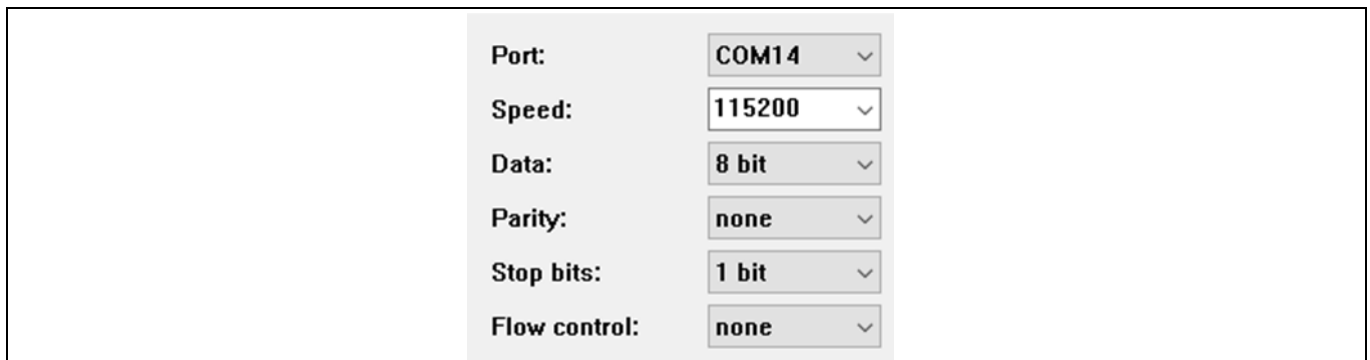 Port: COM14
Speed: 115200
Data: 8 bit
Parity: none
Stop bits: 1 bit
Flow control: none